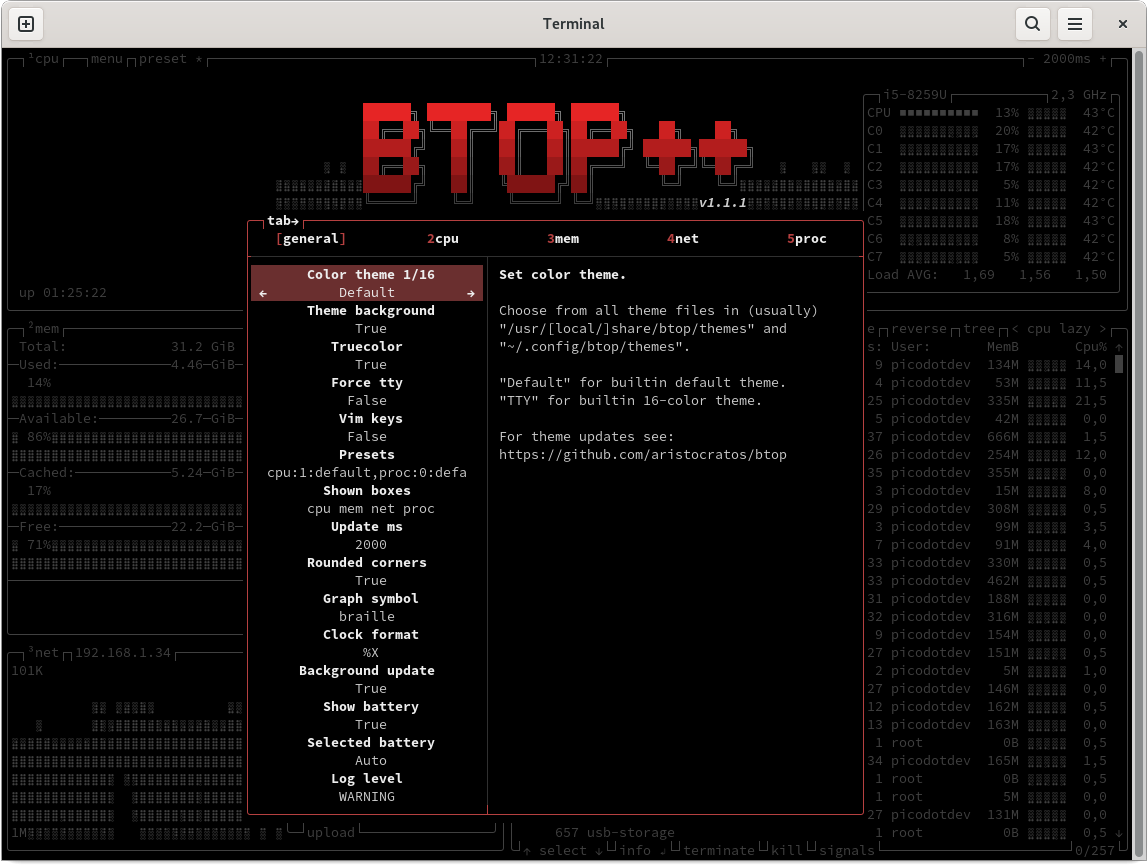 Terminal
¹cpu menu preset * 12:31:22 - 2000ms +
i5-8259U 2,3 GHz
CPU 13% 43°C
C0 20% 42°C
C1 17% 43°C
C2 17% 42°C
C3 5% 42°C
C4 11% 42°C
C5 18% 43°C
C6 8% 42°C
C7 5% 42°C
Load AVG: 1,69 1,56 1,50
BTOP++
v1.1.1
up 01:25:22
tab→
[general] 2cpu 3mem 4net 5proc
Color theme 1/16
← Default →
Theme background
True
Truecolor
True
Force tty
False
Vim keys
False
Presets
cpu:1:default,proc:0:defa
Shown boxes
cpu mem net proc
Update ms
2000
Rounded corners
True
Graph symbol
braille
Clock format
%X
Background update
True
Show battery
True
Selected battery
Auto
Log level
WARNING
Set color theme.
Choose from all theme files in (usually)
"/usr/[local/]share/btop/themes" and
"~/.config/btop/themes".
"Default" for builtin default theme.
"TTY" for builtin 16-color theme.
For theme updates see:
https://github.com/aristocratos/btop
²mem
Total: 31.2 GiB
Used: 4.46 GiB
14%
Available: 26.7 GiB
86%
Cached: 5.24 GiB
17%
Free: 22.2 GiB
71%
³net 192.168.1.34
101K
1M
upload
e reverse tree < cpu lazy >
s: User: MemB Cpu% ↑
9 picodotdev 134M 14,0
4 picodotdev 53M 11,5
25 picodotdev 335M 21,5
5 picodotdev 42M 0,0
37 picodotdev 666M 1,5
26 picodotdev 254M 12,0
35 picodotdev 355M 0,0
3 picodotdev 15M 8,0
29 picodotdev 308M 0,5
3 picodotdev 99M 3,5
7 picodotdev 91M 4,0
33 picodotdev 330M 0,5
33 picodotdev 462M 0,5
31 picodotdev 188M 0,0
32 picodotdev 316M 0,0
9 picodotdev 154M 0,0
27 picodotdev 151M 0,5
2 picodotdev 5M 1,0
27 picodotdev 146M 0,0
12 picodotdev 162M 0,5
13 picodotdev 163M 0,0
1 root 0B 0,5
34 picodotdev 165M 1,5
1 root 0B 0,5
1 root 5M 0,0
27 picodotdev 131M 0,0
657 usb-storage 1 root 0B 0,5 ↓
↑ select ↓ info ↲ terminate kill signals 0/257